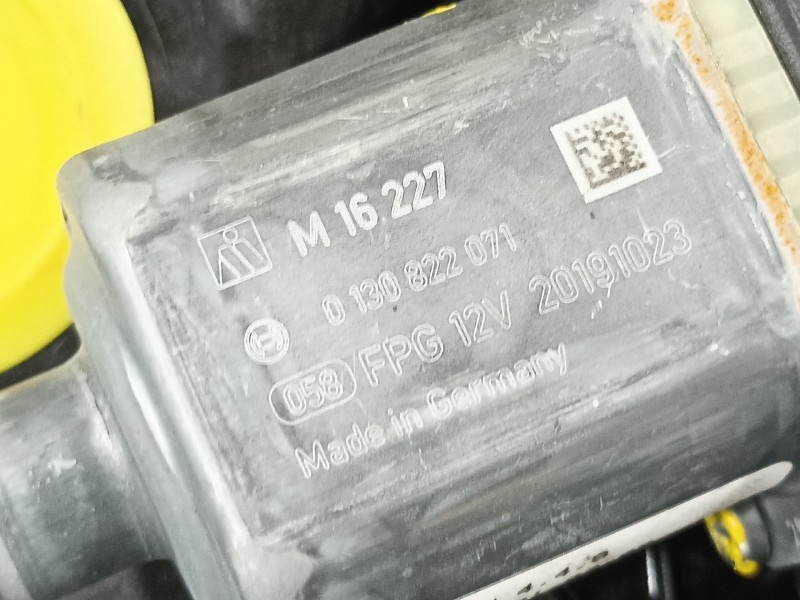 M 16 227
0 130 822 071
058 FPG 12V 20191023
Made in Germany